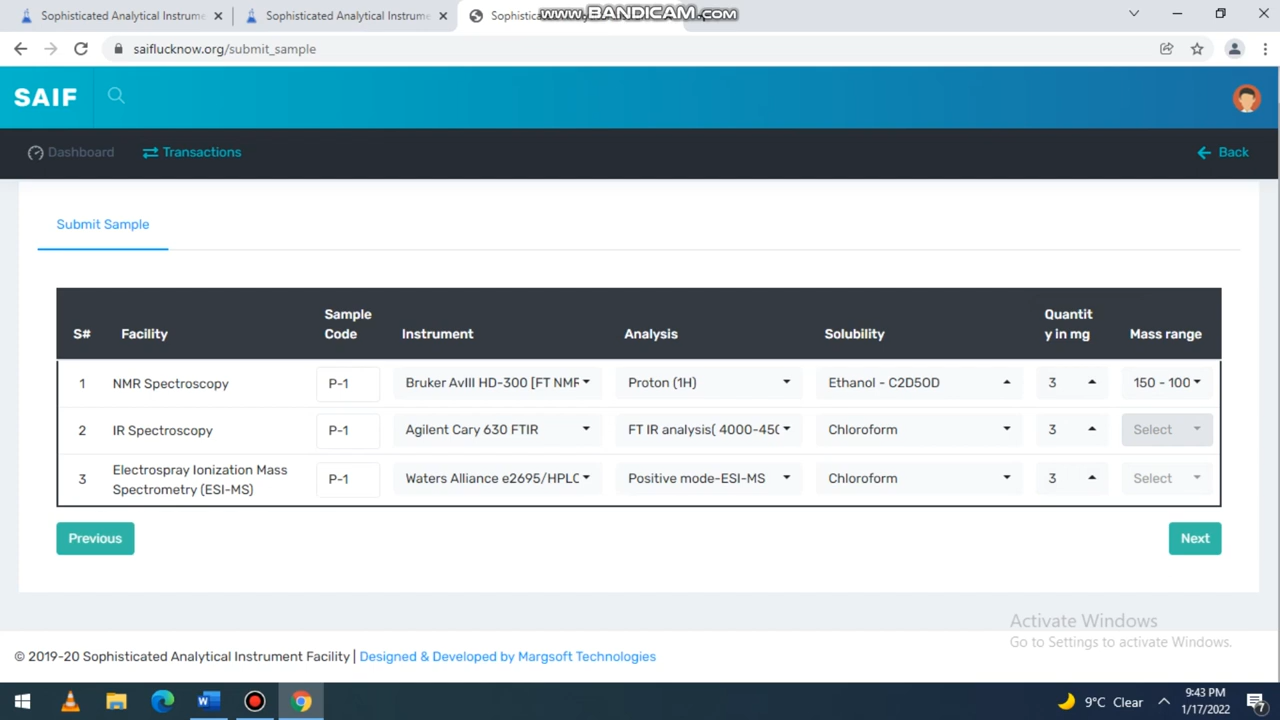 Sophisticated Analytical Instrume
Sophisticated Analytical Instrume
www.BANDICAM.com
saiflucknow.org/submit_sample
SAIF
Dashboard
Transactions
Back
Submit Sample
S#
Facility
Sample
Code
Instrument
Analysis
Solubility
Quantit
y in mg
Mass range
1
NMR Spectroscopy
P-1
Bruker AvIII HD-300 [FT NMR
Proton (1H)
Ethanol - C2D5OD
3
150 - 100
2
IR Spectroscopy
P-1
Agilent Cary 630 FTIR
FT IR analysis( 4000-450
Chloroform
3
Select
3
Electrospray Ionization Mass
Spectrometry (ESI-MS)
P-1
Waters Alliance e2695/HPLC
Positive mode-ESI-MS
Chloroform
3
Select
Previous
Next
Activate Windows
Go to Settings to activate Windows.
© 2019-20 Sophisticated Analytical Instrument Facility | Designed & Developed by Margsoft Technologies
9°C Clear
9:43 PM
1/17/2022
7